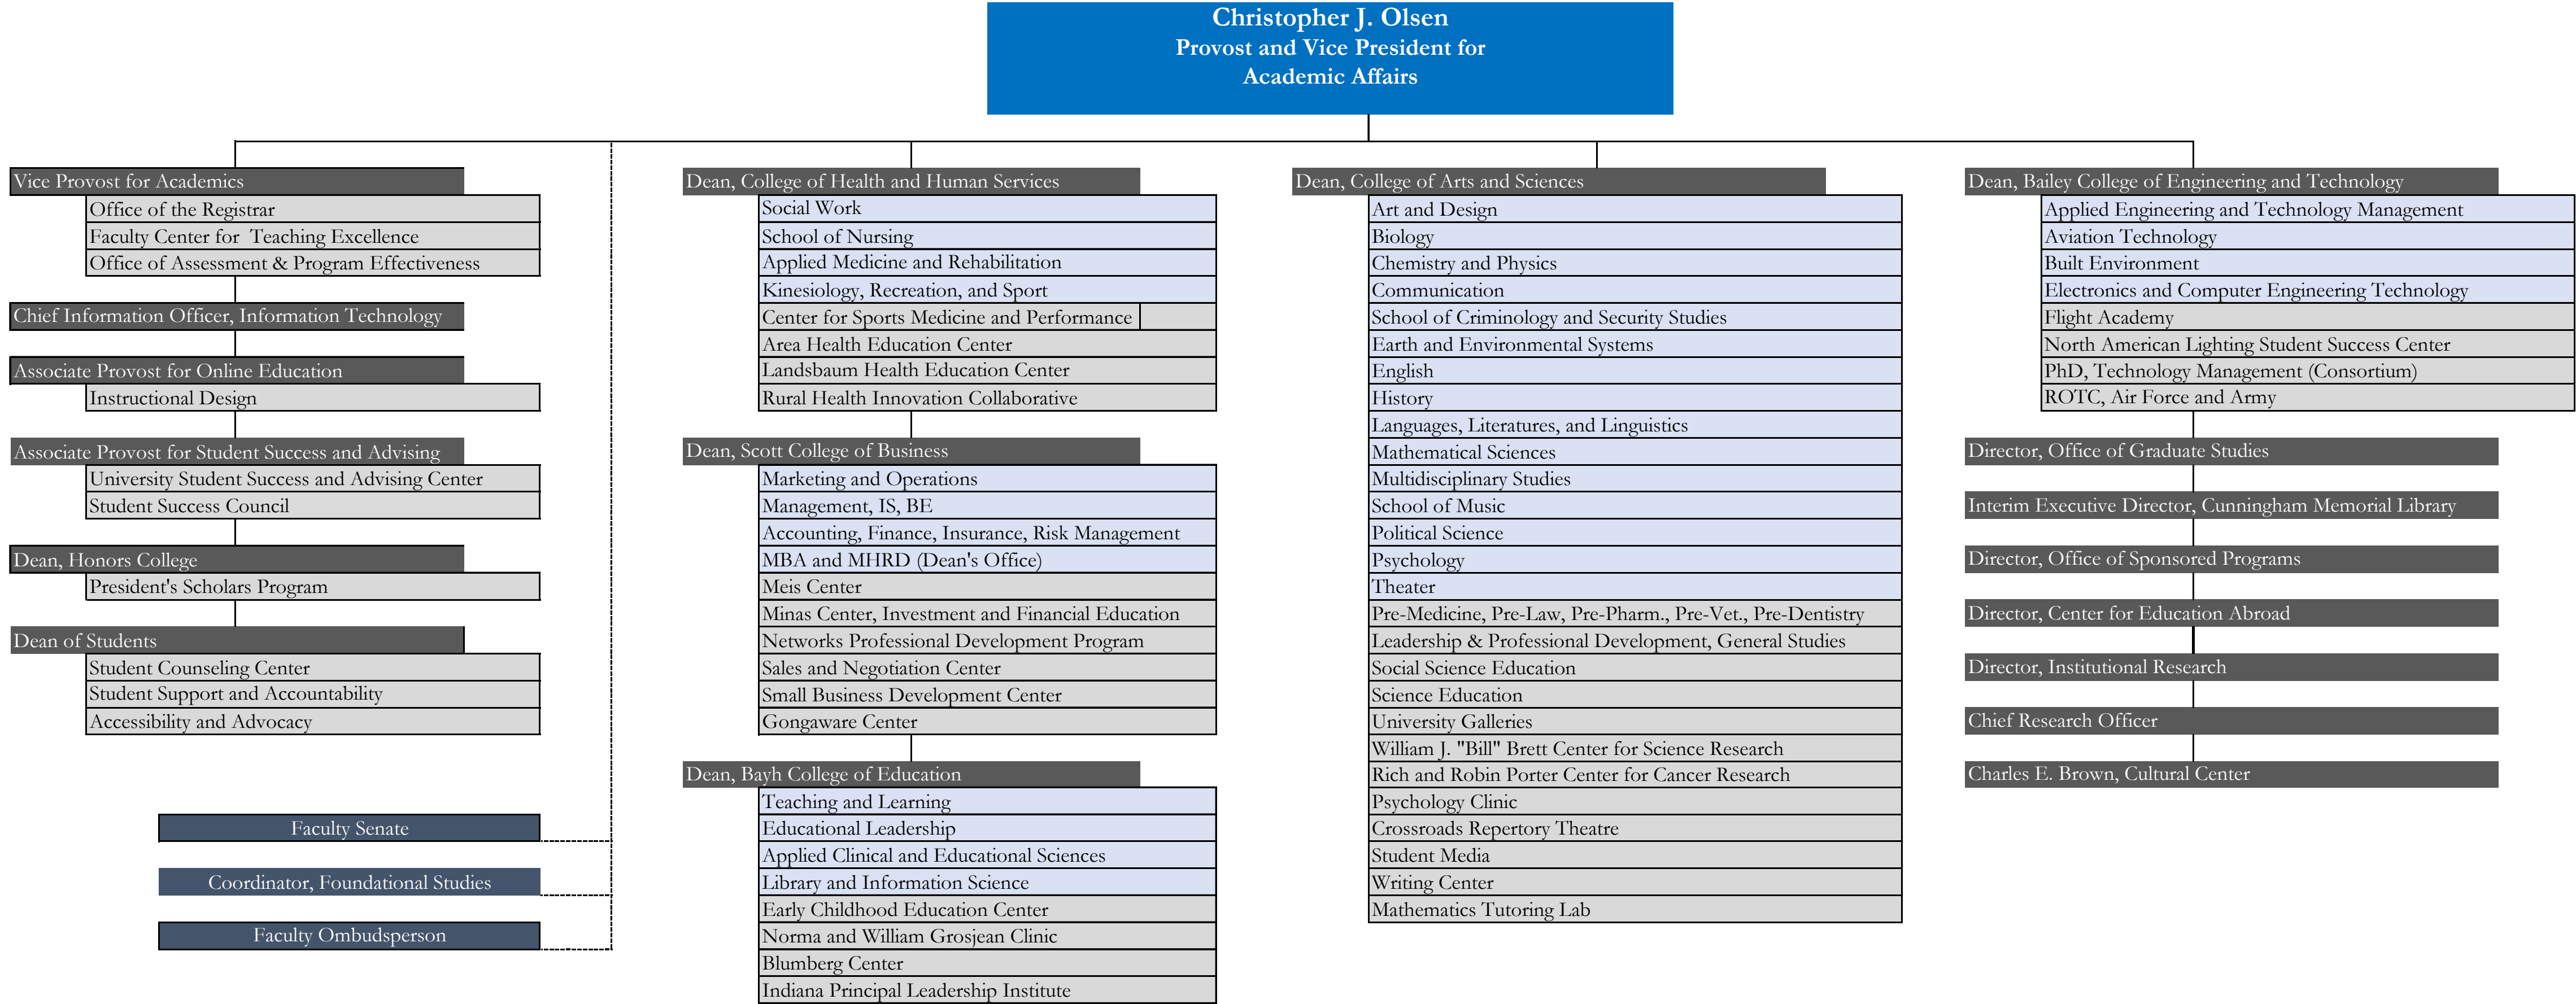 Christopher J. Olsen
Provost and Vice President for
Academic Affairs
Vice Provost for Academics
Office of the Registrar
Faculty Center for Teaching Excellence
Office of Assessment & Program Effectiveness
Chief Information Officer, Information Technology
Associate Provost for Online Education
Instructional Design
Associate Provost for Student Success and Advising
University Student Success and Advising Center
Student Success Council
Dean, Honors College
President's Scholars Program
Dean of Students
Student Counseling Center
Student Support and Accountability
Accessibility and Advocacy
Faculty Senate
Coordinator, Foundational Studies
Faculty Ombudsperson
Dean, College of Health and Human Services
Social Work
School of Nursing
Applied Medicine and Rehabilitation
Kinesiology, Recreation, and Sport
Center for Sports Medicine and Performance
Area Health Education Center
Landsbaum Health Education Center
Rural Health Innovation Collaborative
Dean, Scott College of Business
Marketing and Operations
Management, IS, BE
Accounting, Finance, Insurance, Risk Management
MBA and MHRD (Dean's Office)
Meis Center
Minas Center, Investment and Financial Education
Networks Professional Development Program
Sales and Negotiation Center
Small Business Development Center
Gongaware Center
Dean, Bayh College of Education
Teaching and Learning
Educational Leadership
Applied Clinical and Educational Sciences
Library and Information Science
Early Childhood Education Center
Norma and William Grosjean Clinic
Blumberg Center
Indiana Principal Leadership Institute
Dean, College of Arts and Sciences
Art and Design
Biology
Chemistry and Physics
Communication
School of Criminology and Security Studies
Earth and Environmental Systems
English
History
Languages, Literatures, and Linguistics
Mathematical Sciences
Multidisciplinary Studies
School of Music
Political Science
Psychology
Theater
Pre-Medicine, Pre-Law, Pre-Pharm., Pre-Vet., Pre-Dentistry
Leadership & Professional Development, General Studies
Social Science Education
Science Education
University Galleries
William J. "Bill" Brett Center for Science Research
Rich and Robin Porter Center for Cancer Research
Psychology Clinic
Crossroads Repertory Theatre
Student Media
Writing Center
Mathematics Tutoring Lab
Dean, Bailey College of Engineering and Technology
Applied Engineering and Technology Management
Aviation Technology
Built Environment
Electronics and Computer Engineering Technology
Flight Academy
North American Lighting Student Success Center
PhD, Technology Management (Consortium)
ROTC, Air Force and Army
Director, Office of Graduate Studies
Interim Executive Director, Cunningham Memorial Library
Director, Office of Sponsored Programs
Director, Center for Education Abroad
Director, Institutional Research
Chief Research Officer
Charles E. Brown, Cultural Center